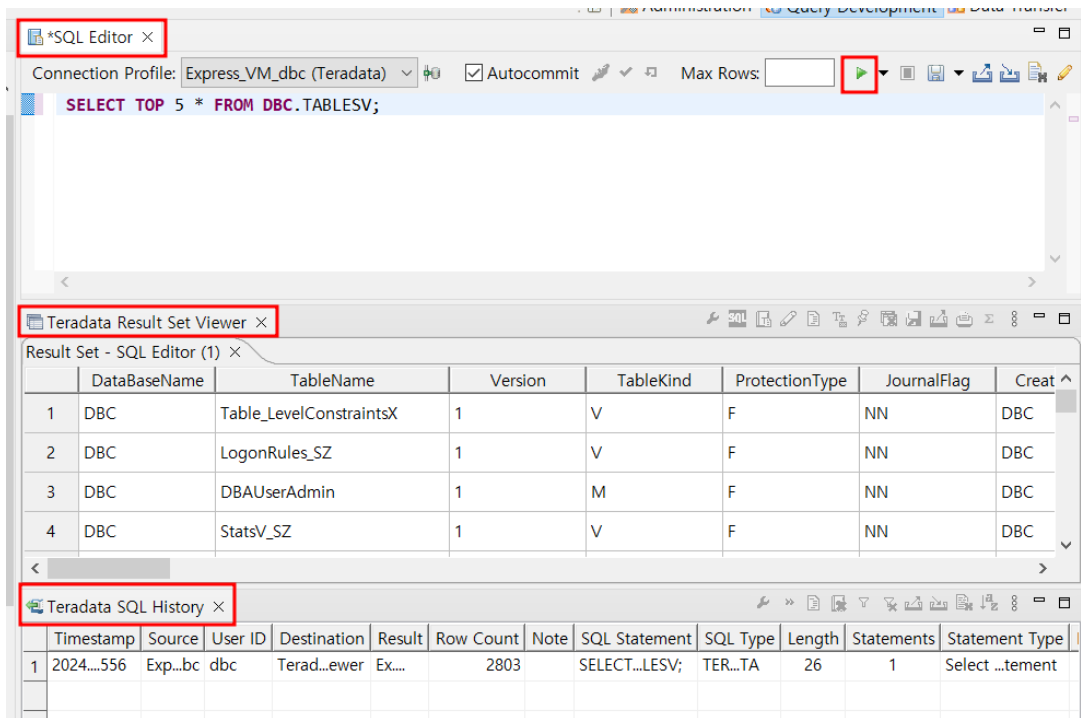 Administration Query Development Data Transfer
*SQL Editor
Connection Profile: Express_VM_dbc (Teradata) Autocommit Max Rows:
SELECT TOP 5 * FROM DBC.TABLESV;
Teradata Result Set Viewer
SQL
Result Set - SQL Editor (1)
DataBaseName TableName Version TableKind ProtectionType JournalFlag Creat
1 DBC Table_LevelConstraintsX 1 V F NN DBC
2 DBC LogonRules_SZ 1 V F NN DBC
3 DBC DBAUserAdmin 1 M F NN DBC
4 DBC StatsV_SZ 1 V F NN DBC
Teradata SQL History
Timestamp Source User ID Destination Result Row Count Note SQL Statement SQL Type Length Statements Statement Type
1 2024....556 Exp...bc dbc Terad...ewer Ex.... 2803 SELECT...LESV; TER...TA 26 1 Select ...tement